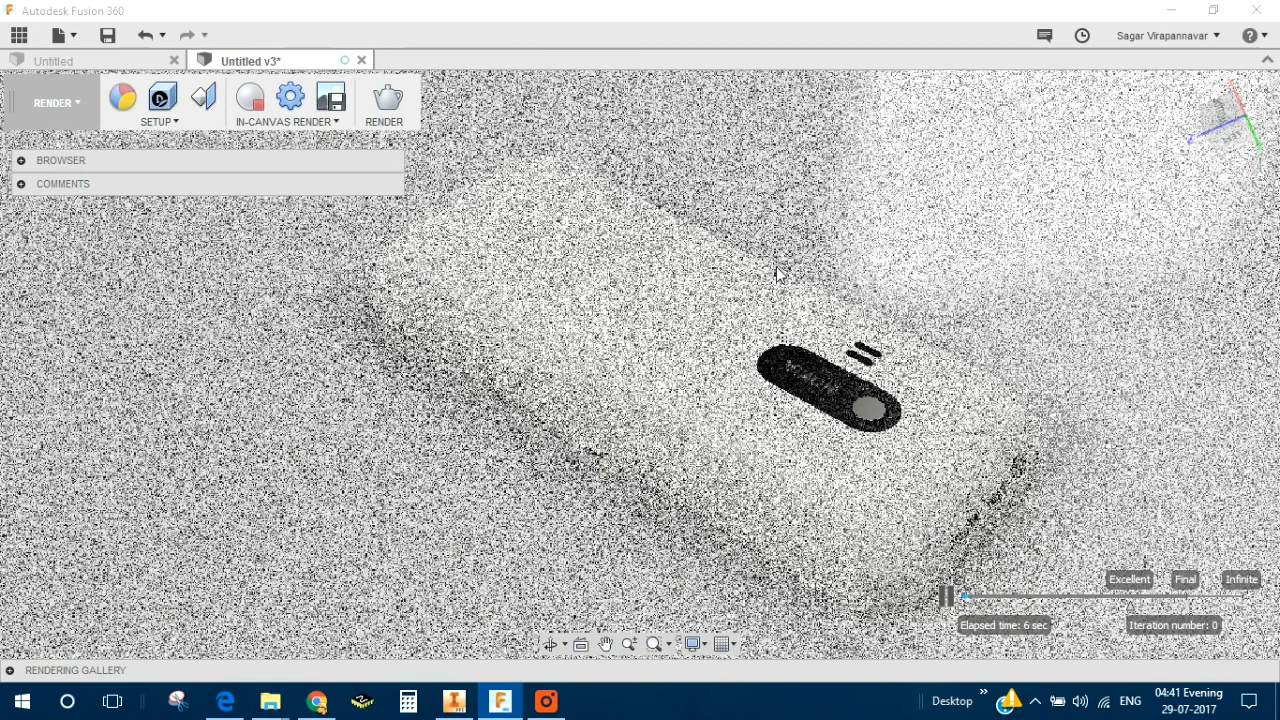 Autodesk Fusion 360
Sagar Virapannavar
Untitled
Untitled v3*
RENDER
SETUP
IN-CANVAS RENDER
RENDER
BROWSER
COMMENTS
Excellent
Final
Infinite
Elapsed time: 6 sec
Iteration number: 0
RENDERING GALLERY
Desktop
ENG
04:41 Evening
29-07-2017